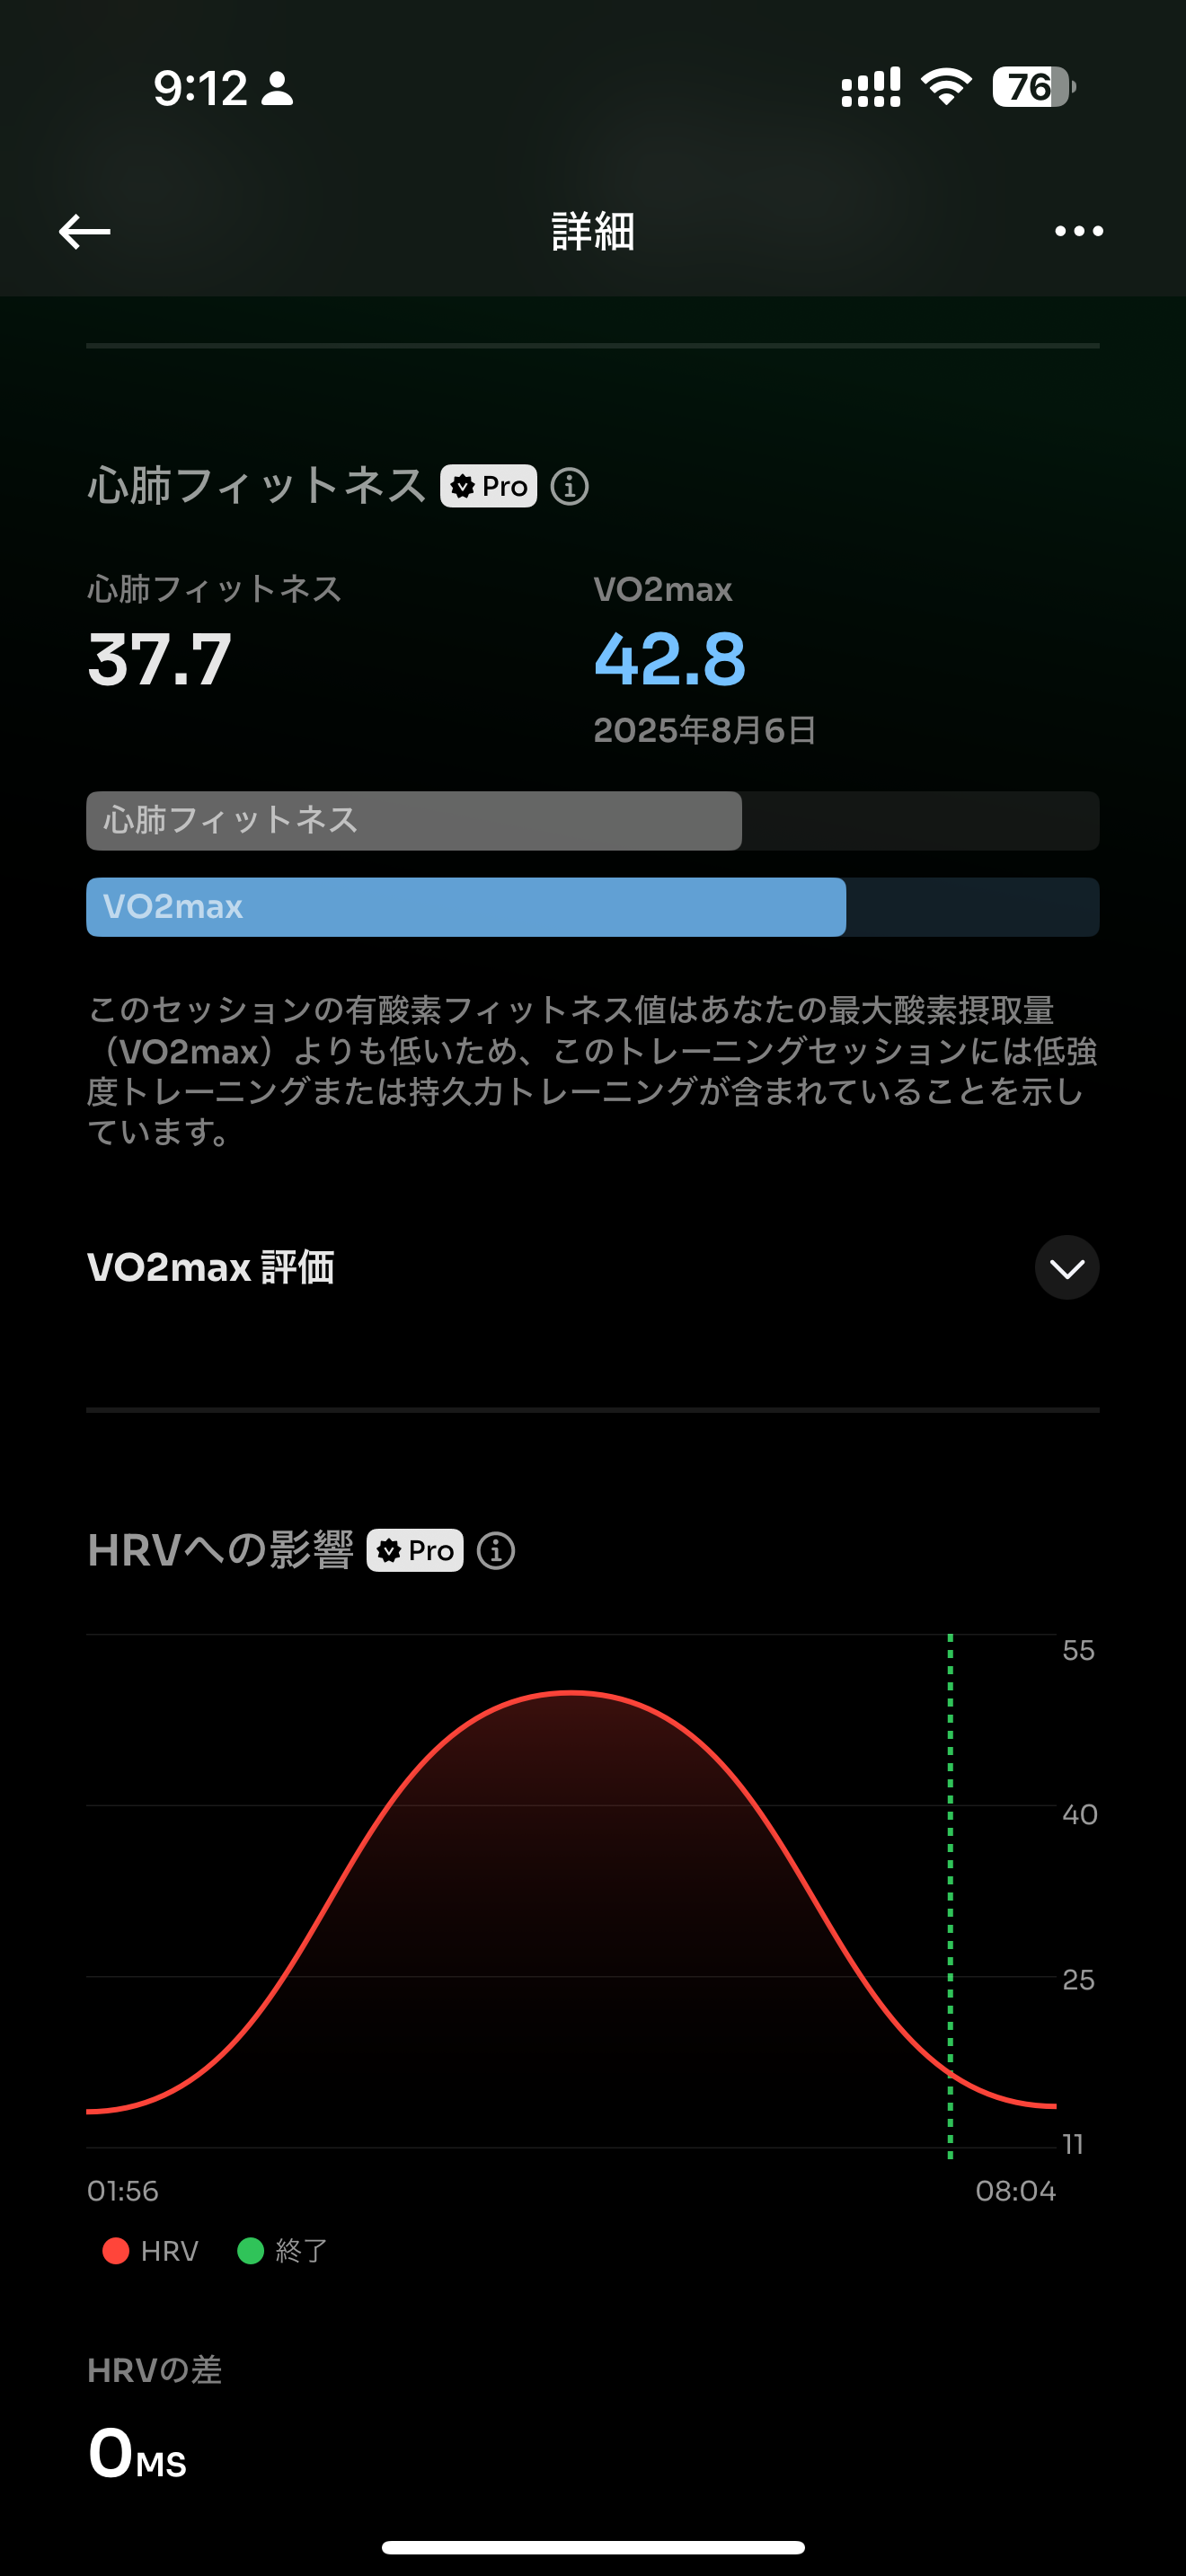 9:12
76
詳細
心肺フィットネス Pro
心肺フィットネス
VO2max
37.7
42.8
2025年8月6日
心肺フィットネス
VO2max
このセッションの有酸素フィットネス値はあなたの最大酸素摂取量
（VO2max）よりも低いため、このトレーニングセッションには低強
度トレーニングまたは持久力トレーニングが含まれていることを示し
ています。
VO2max 評価
HRVへの影響 Pro
55
40
25
11
01:56
08:04
HRV
終了
HRVの差
0MS